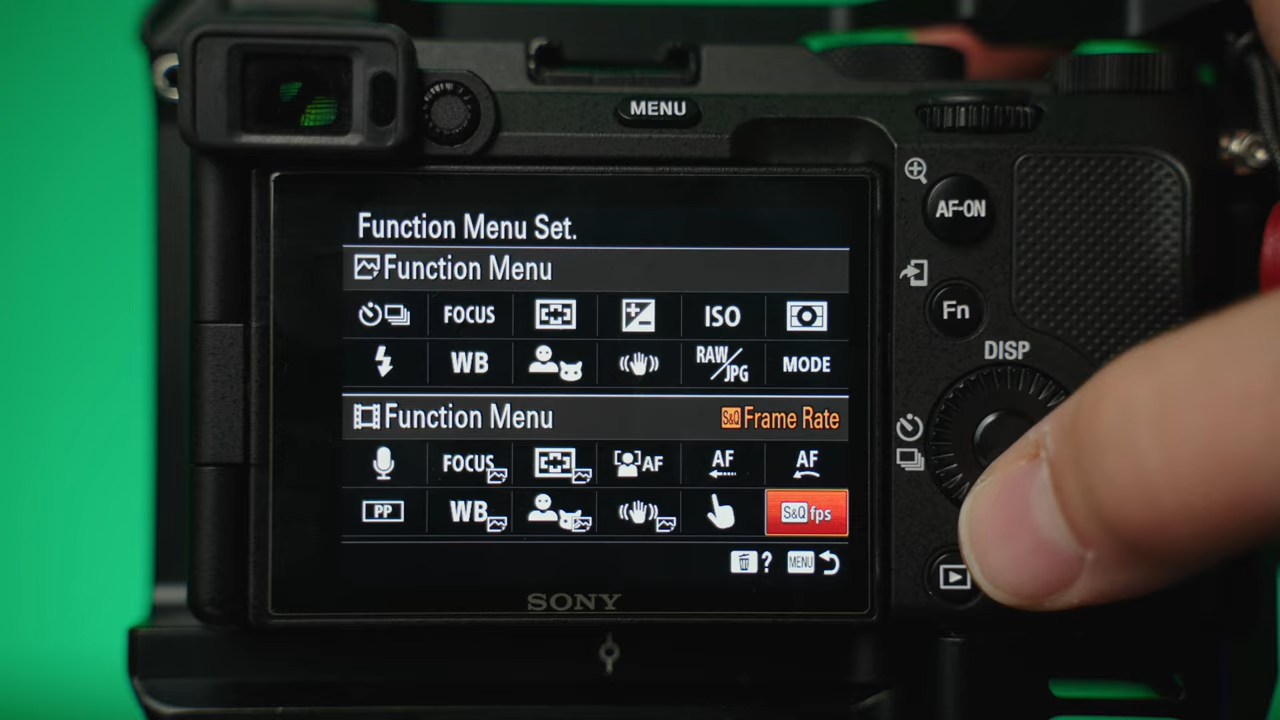 MENU
Function Menu Set.
Function Menu
FOCUS
ISO
WB
RAW/JPG
MODE
Function Menu S&Q Frame Rate
FOCUS
AF
AF
AF
PP
WB
S&Q fps
? MENU
SONY
AF-ON
Fn
DISP